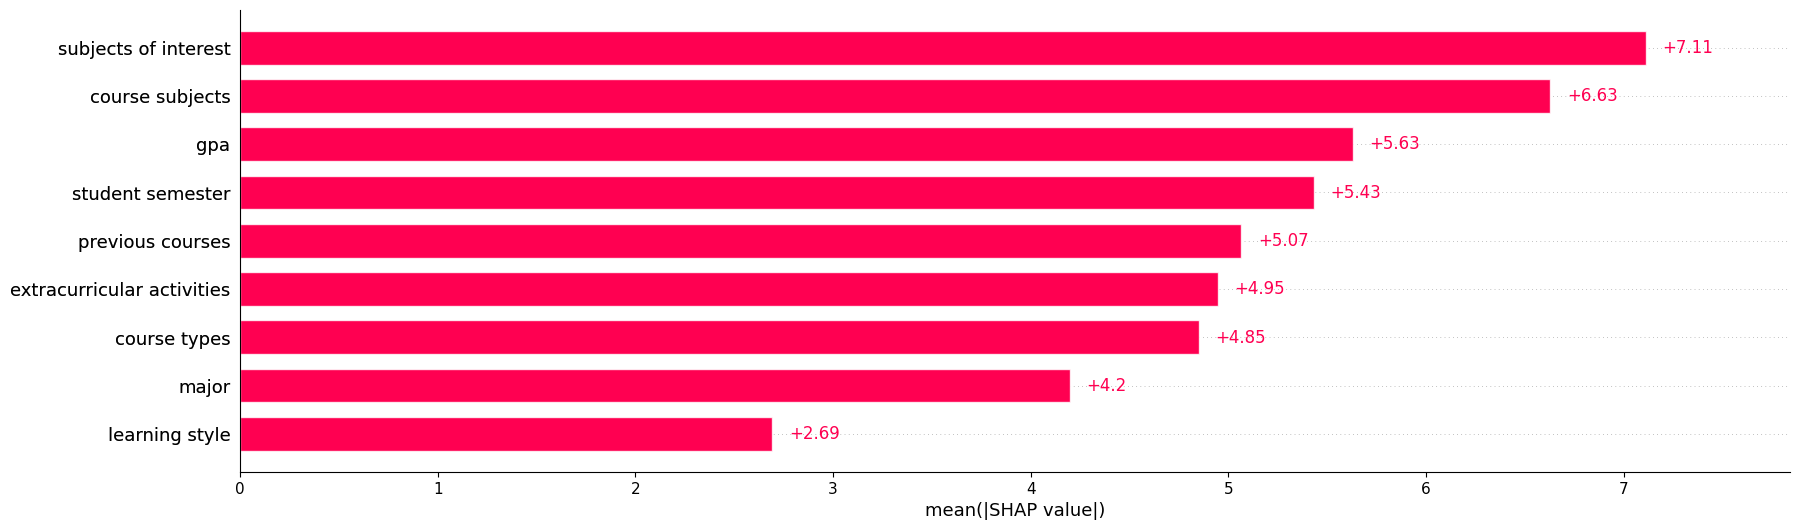 subjects of interest +7.11
course subjects +6.63
gpa +5.63
student semester +5.43
previous courses +5.07
extracurricular activities +4.95
course types +4.85
major +4.2
learning style +2.69
0 1 2 3 4 5 6 7
mean(|SHAP value|)